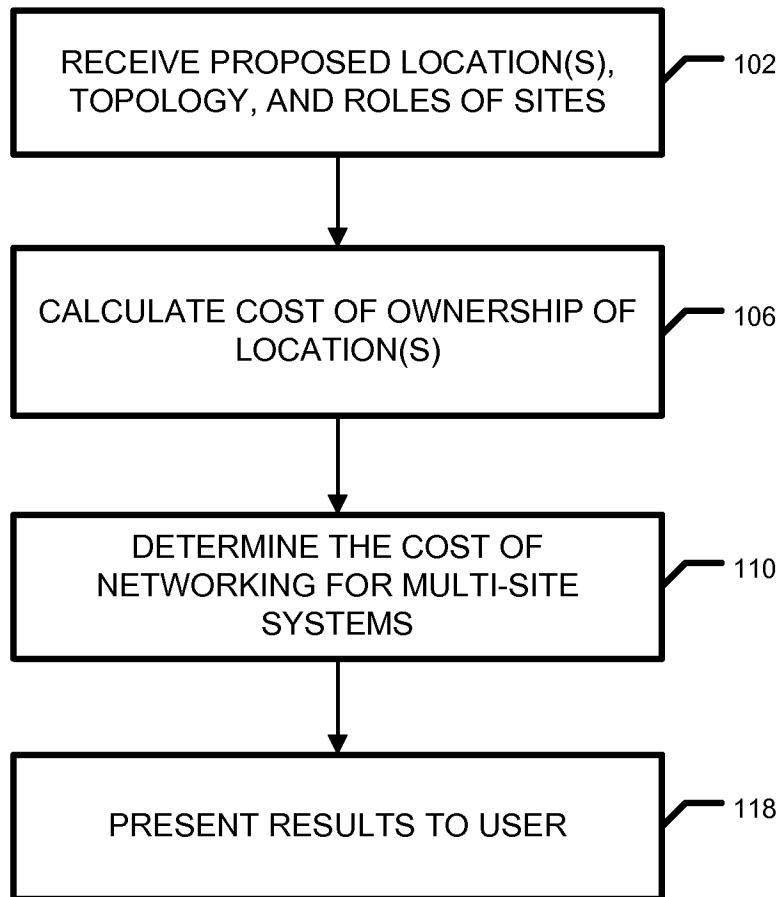 RECEIVE PROPOSED LOCATION(S),
TOPOLOGY, AND ROLES OF SITES
102
CALCULATE COST OF OWNERSHIP OF
LOCATION(S)
106
DETERMINE THE COST OF
NETWORKING FOR MULTI-SITE
SYSTEMS
110
PRESENT RESULTS TO USER
118